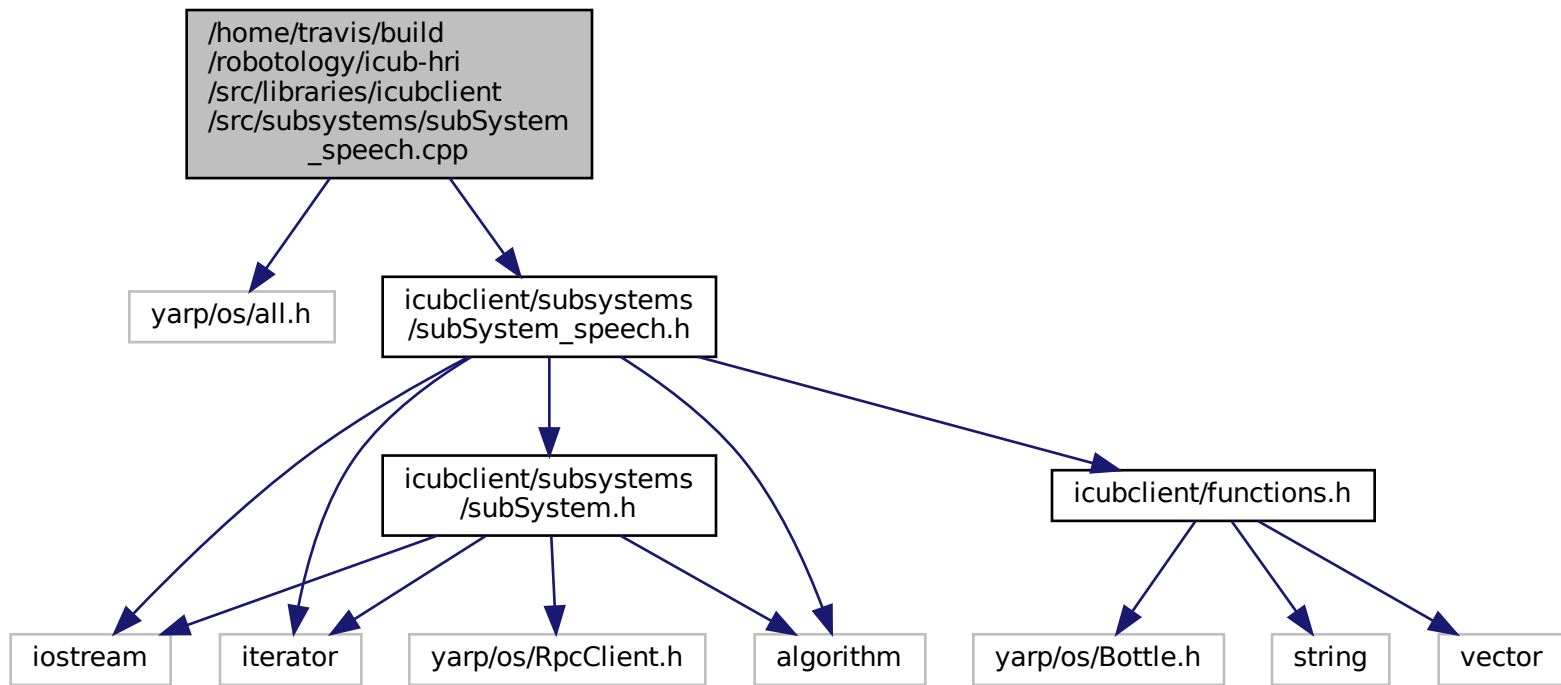 /home/travis/build
/robotology/icub-hri
/src/libraries/icubclient
/src/subsystems/subSystem
_speech.cpp
yarp/os/all.h
icubclient/subsystems
/subSystem_speech.h
icubclient/subsystems
/subSystem.h
icubclient/functions.h
iostream
iterator
yarp/os/RpcClient.h
algorithm
yarp/os/Bottle.h
string
vector